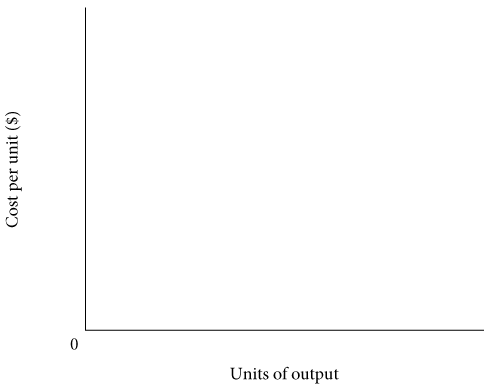 Cost per unit ($)
0
Units of output